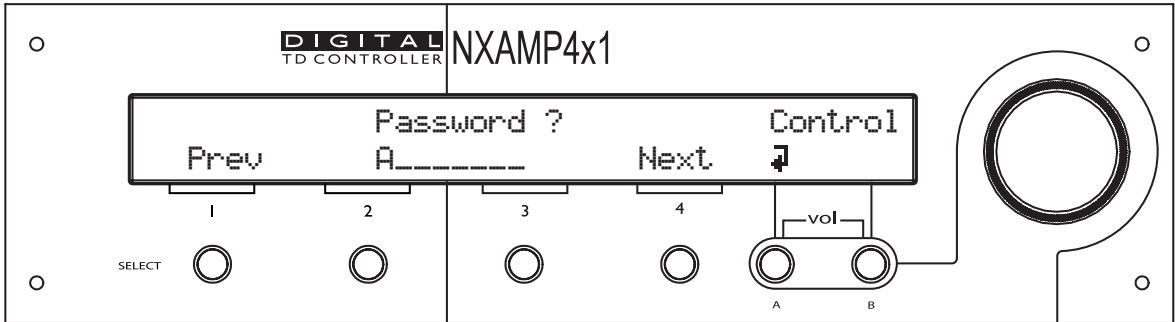 DIGITAL
TD CONTROLLER
NXAMP4x1
Password ? Control
Prev A_______ Next
1 2 3 4
vol
SELECT
A B